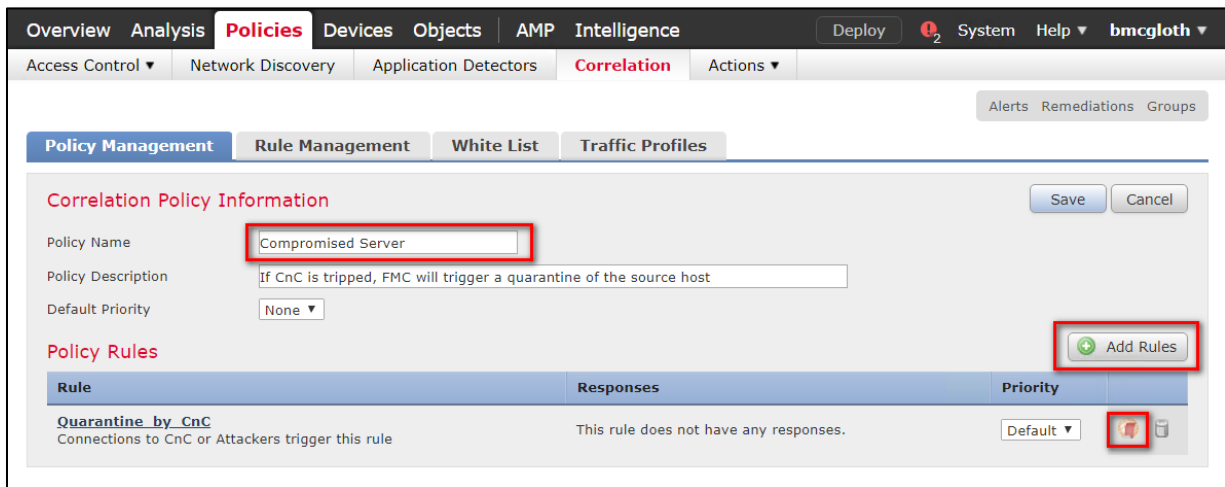 Overview Analysis Policies Devices Objects AMP Intelligence Deploy 2 System Help ▼ bmcgloth ▼
Access Control ▼ Network Discovery Application Detectors Correlation Actions ▼
Alerts Remediations Groups
Policy Management Rule Management White List Traffic Profiles
Correlation Policy Information Save Cancel
Policy Name Compromised Server
Policy Description If CnC is tripped, FMC will trigger a quarantine of the source host
Default Priority None ▼
Policy Rules Add Rules
Rule Responses Priority
Quarantine_by_CnC
Connections to CnC or Attackers trigger this rule This rule does not have any responses. Default ▼